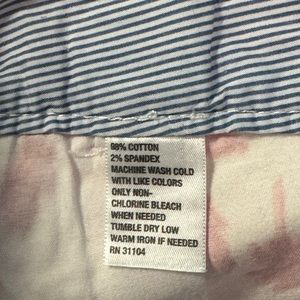 98% COTTON
2% SPANDEX
MACHINE WASH COLD
WITH LIKE COLORS
ONLY NON-
CHLORINE BLEACH
WHEN NEEDED
TUMBLE DRY LOW
WARM IRON IF NEEDED
RN 31104